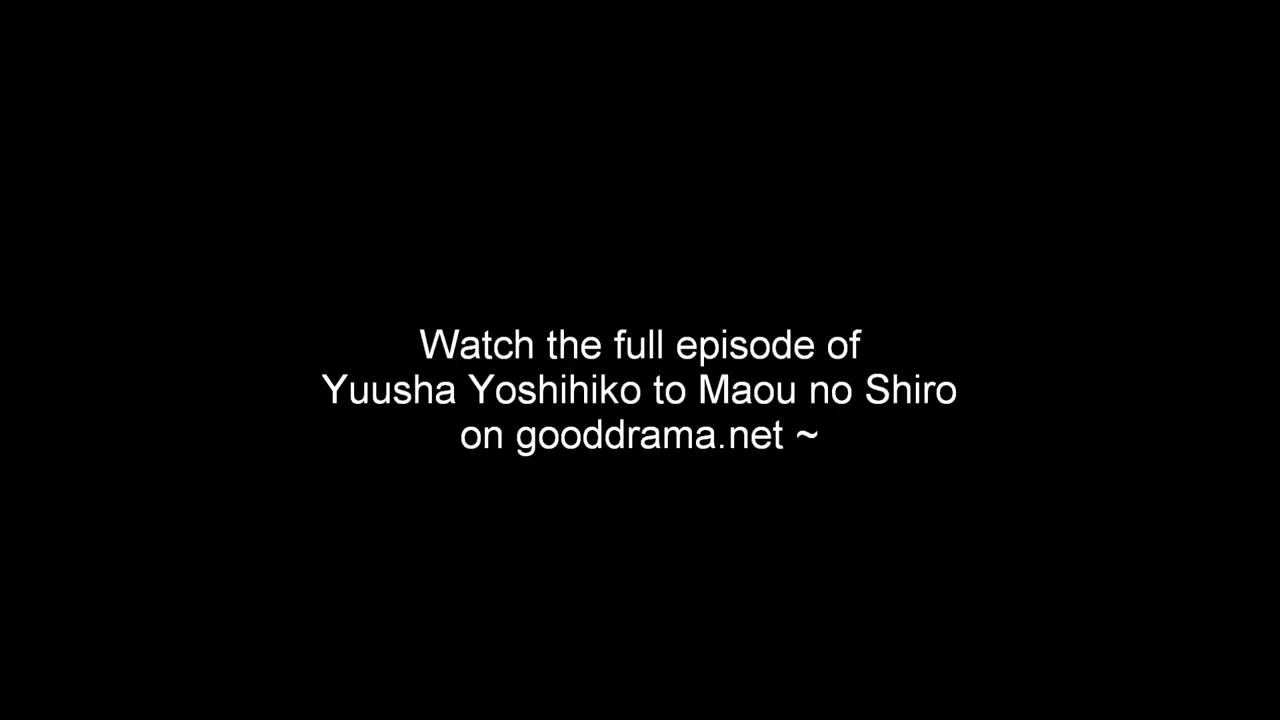 Watch the full episode of
Yuusha Yoshihiko to Maou no Shiro
on gooddrama.net ~